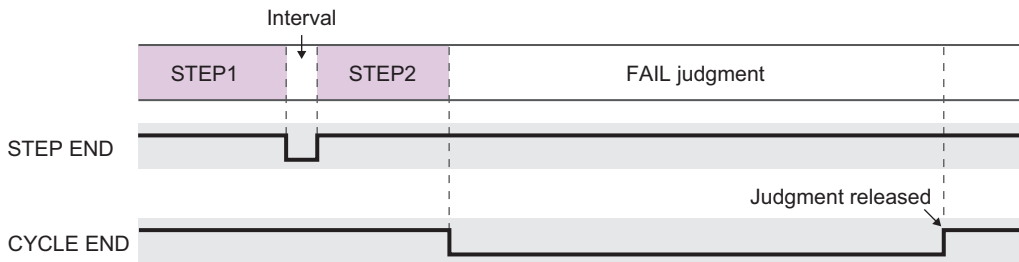 Interval
STEP1
STEP2
FAIL judgment
STEP END
Judgment released
CYCLE END